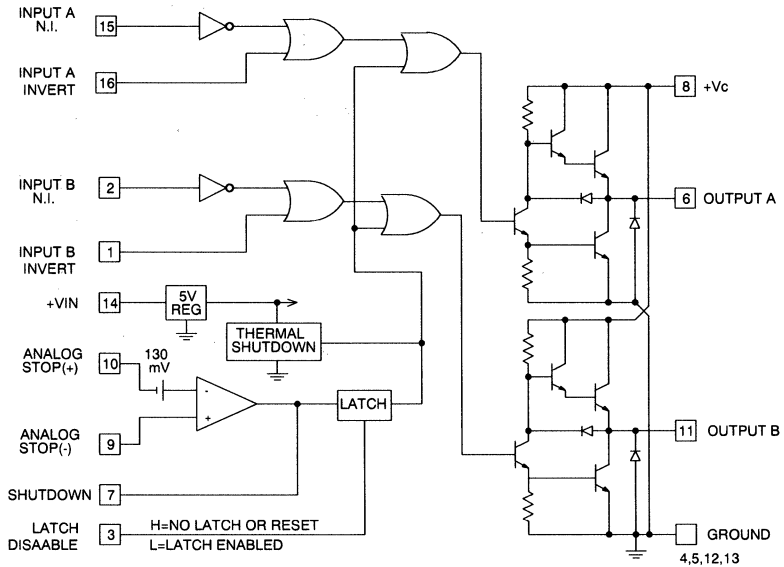 INPUT A
N.I.
15
INPUT A
INVERT
16
INPUT B
N.I.
2
INPUT B
INVERT
1
+VIN
14
5V
REG
THERMAL
SHUTDOWN
ANALOG
STOP(+)
10
130
mV
-
+
LATCH
ANALOG
STOP(-)
9
SHUTDOWN
7
LATCH
DISAABLE
3
H=NO LATCH OR RESET
L=LATCH ENABLED
8
+Vc
6
OUTPUT A
11
OUTPUT B
GROUND
4,5,12,13